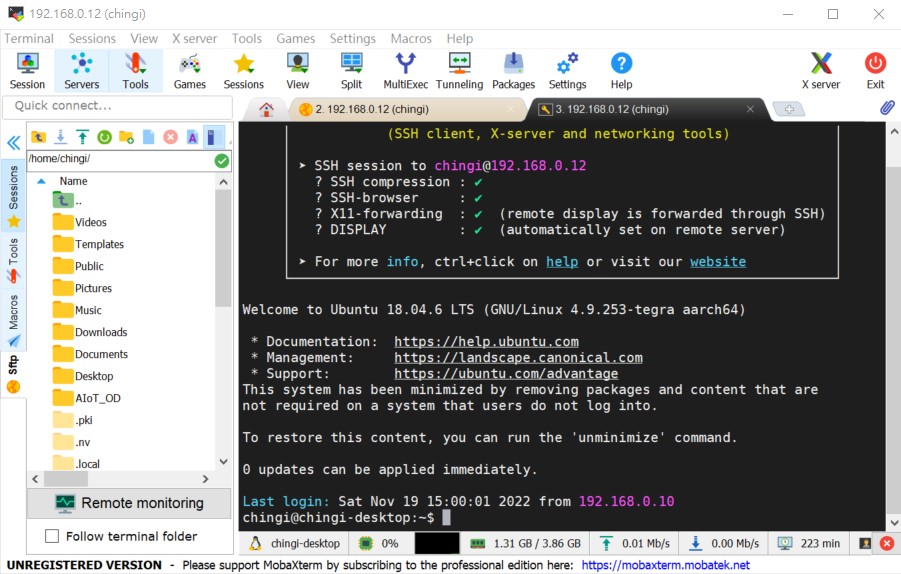 192.168.0.12 (chingi)
Terminal Sessions View X server Tools Games Settings Macros Help
Session Servers Tools Games Sessions View Split MultiExec Tunneling Packages Settings Help X server Exit
Quick connect...
2. 192.168.0.12 (chingi)
3. 192.168.0.12 (chingi)
/home/chingi/
Name
..
Videos
Templates
Public
Pictures
Music
Downloads
Documents
Desktop
AIoT_OD
.pki
.nv
.local
Sessions
Tools
Macros
Sftp
Remote monitoring
Follow terminal folder
(SSH client, X-server and networking tools)
➤ SSH session to chingi@192.168.0.12
? SSH compression : ✔
? SSH-browser : ✔
? X11-forwarding : ✔ (remote display is forwarded through SSH)
? DISPLAY : ✔ (automatically set on remote server)
➤ For more info, ctrl+click on help or visit our website
Welcome to Ubuntu 18.04.6 LTS (GNU/Linux 4.9.253-tegra aarch64)
* Documentation: https://help.ubuntu.com
* Management: https://landscape.canonical.com
* Support: https://ubuntu.com/advantage
This system has been minimized by removing packages and content that are
not required on a system that users do not log into.
To restore this content, you can run the 'unminimize' command.
0 updates can be applied immediately.
Last login: Sat Nov 19 15:00:01 2022 from 192.168.0.10
chingi@chingi-desktop:~$
chingi-desktop 0% 1.31 GB / 3.86 GB 0.01 Mb/s 0.00 Mb/s 223 min
UNREGISTERED VERSION - Please support MobaXterm by subscribing to the professional edition here: https://mobaxterm.mobatek.net